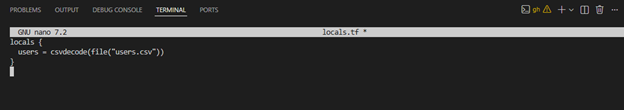 PROBLEMS OUTPUT DEBUG CONSOLE TERMINAL PORTS gh
GNU nano 7.2 locals.tf *
locals {
users = csvdecode(file("users.csv"))
}